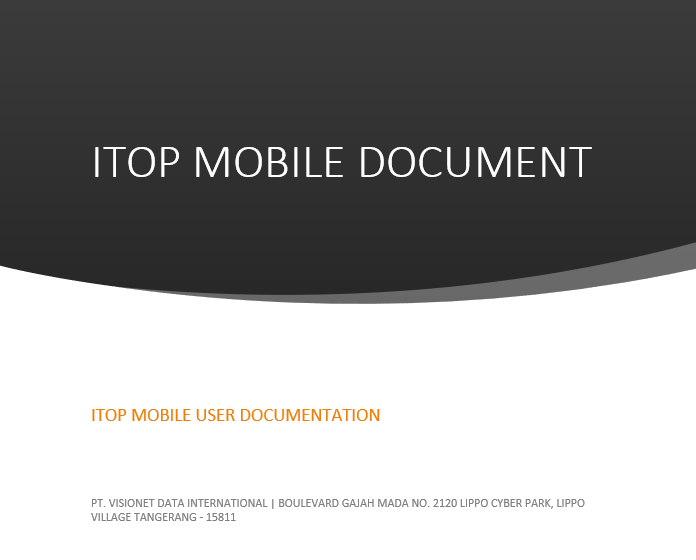 ITOP MOBILE DOCUMENT
ITOP MOBILE USER DOCUMENTATION
PT. VISIONET DATA INTERNATIONAL | BOULEVARD GAJAH MADA NO. 2120 LIPPO CYBER PARK, LIPPO
VILLAGE TANGERANG - 15811